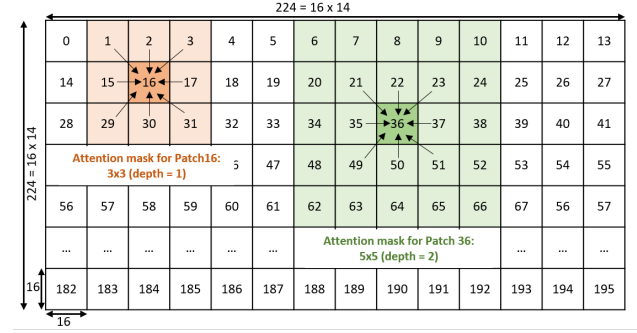 224 = 16 x 14
0 1 2 3 4 5 6 7 8 9 10 11 12 13
14 15 16 17 18 19 20 21 22 23 24 25 26 27
28 29 30 31 32 33 34 35 36 37 38 39 40 41
224 = 16 x 14
Attention mask for Patch16:
3x3 (depth = 1)
47 48 49 50 51 52 53 54 55
56 57 58 59 60 61 62 63 64 65 66 67 56 57
... ... ... ... ... ... ... ... ...
Attention mask for Patch 36:
5x5 (depth = 2)
16 182 183 184 185 186 187 188 189 190 191 192 193 194 195
16